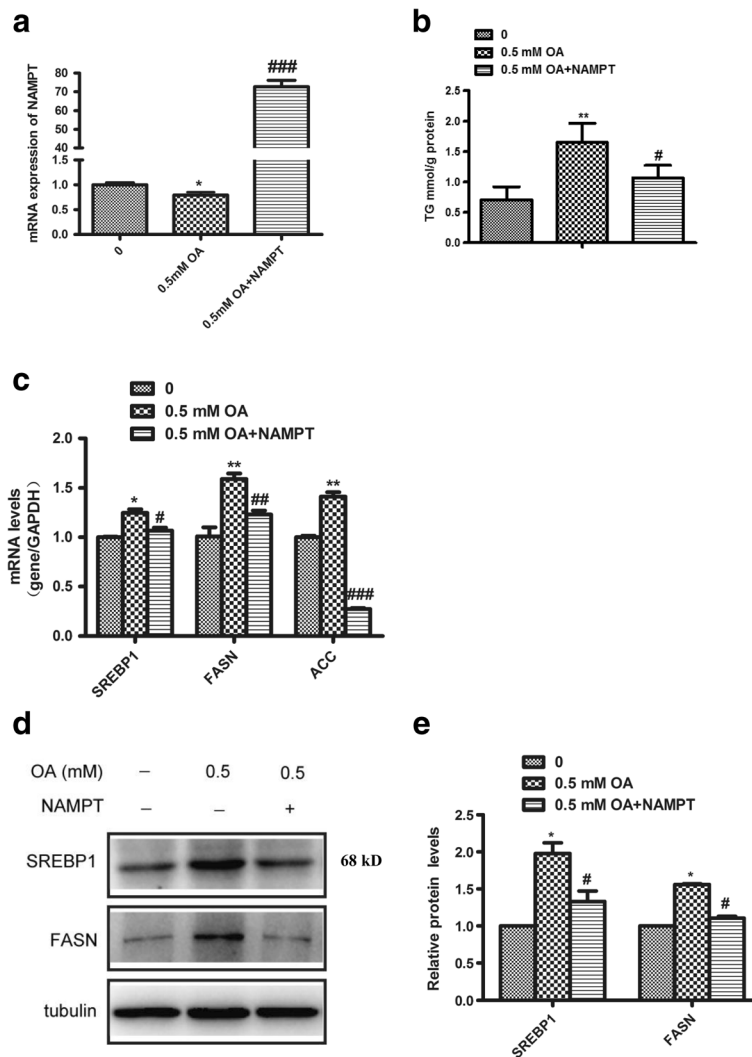 a
mRNA expression of NAMPT
80
70
60
50
40
1.5
1.0
0.5
0.0
*
###
0
0.5mM OA
0.5mM OA+NAMPT
b
0
0.5 mM OA
0.5 mM OA+NAMPT
TG mmol/g protein
2.5
2.0
1.5
1.0
0.5
0.0
**
#
c
0
0.5 mM OA
0.5 mM OA+NAMPT
mRNA levels
(gene/GAPDH)
2.0
1.5
1.0
0.5
0.0
*
#
**
##
**
###
SREBP1
FASN
ACC
d
OA (mM) – 0.5 0.5
NAMPT – – +
SREBP1 68 kD
FASN
tubulin
e
0
0.5 mM OA
0.5 mM OA+NAMPT
Relative protein levels
2.5
2.0
1.5
1.0
0.5
0.0
*
#
*
#
SREBP1
FASN